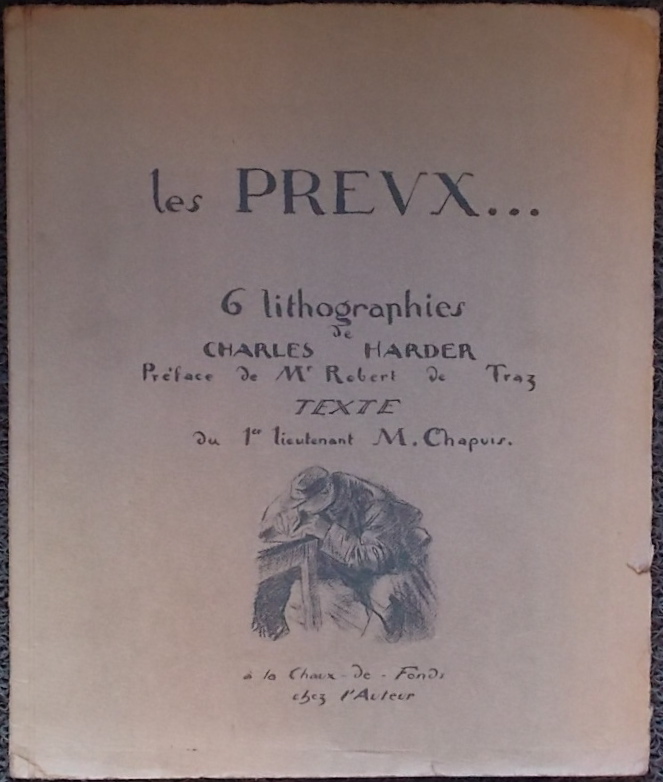 les PREVX...
6 lithographies
de
CHARLES HARDER
Préface de Mr Robert de Traz
TEXTE
du 1er lieutenant M. Chapuis.
à la Chaux-de-Fonds
chez l'Auteur